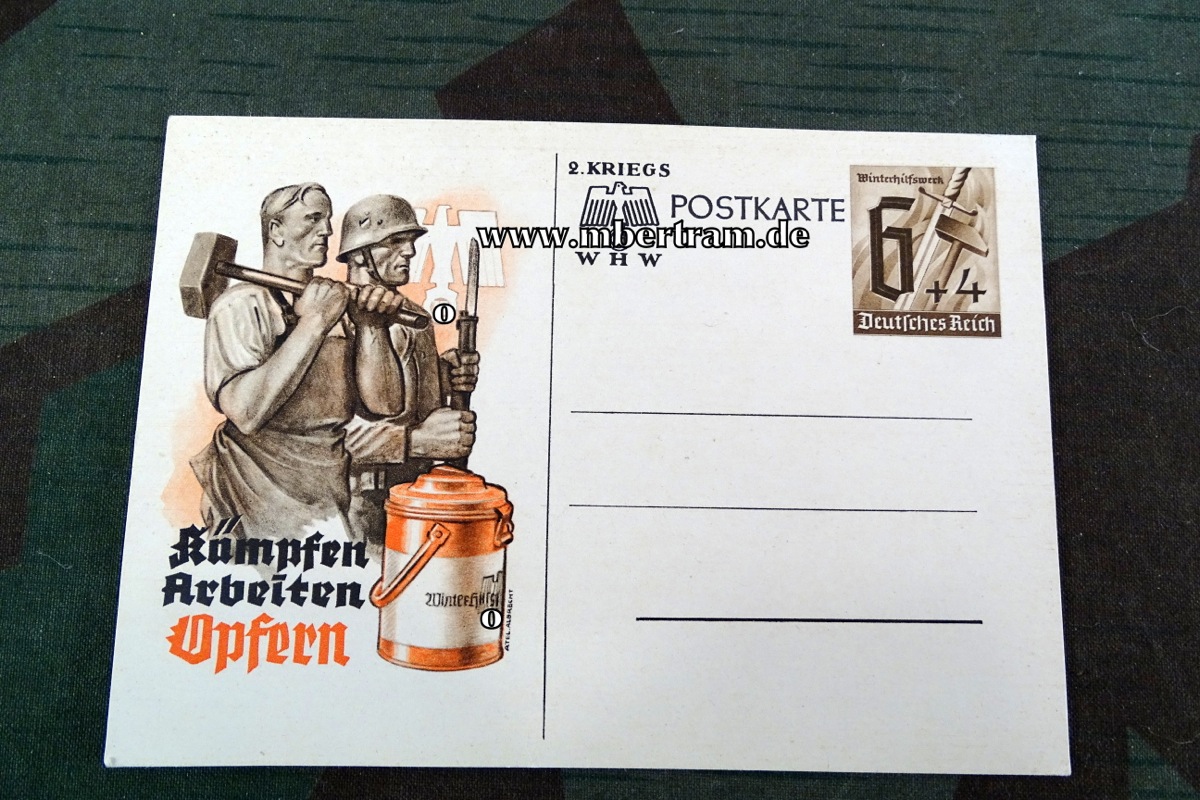 2. KRIEGS
POSTKARTE
WHW
www.mbertram.de
Winterhilfswerk
6+4
Deutsches Reich
Kämpfen
Arbeiten
Opfern
Winterhilfs
ATEL. ALBRECHT